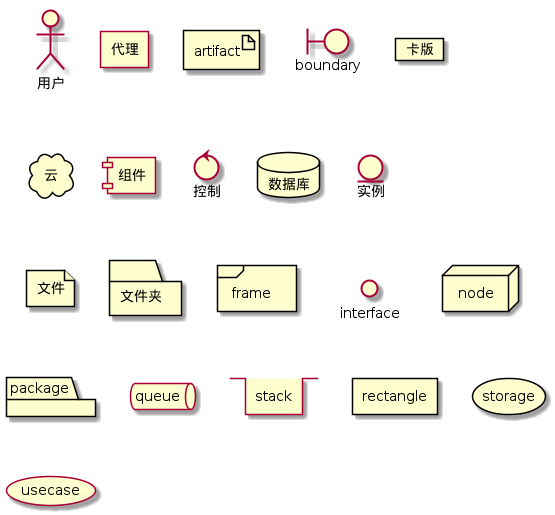 用户
代理
artifact
boundary
卡版
云
组件
控制
数据库
实例
文件
文件夹
frame
interface
node
package
queue
stack
rectangle
storage
usecase